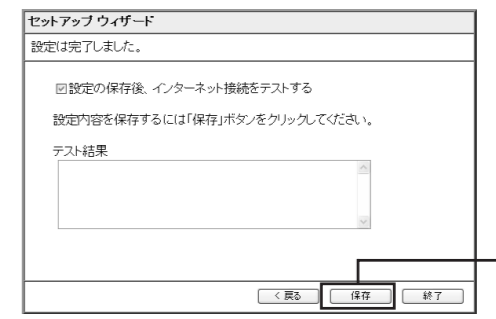 セットアップ ウィザード
設定は完了しました。
設定の保存後、インターネット接続をテストする
設定内容を保存するには「保存」ボタンをクリックしてください。
テスト結果
< 戻る 保存 終了